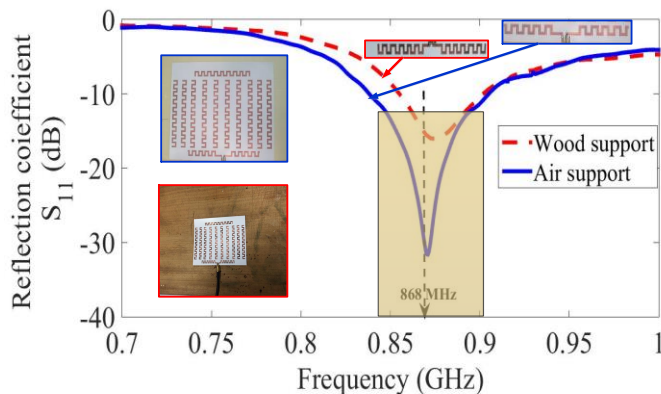 0
-10
-20
-30
-40
Reflection coiefficient
S11 (dB)
Wood support
Air support
868 MHz
0.7
0.75
0.8
0.85
0.9
0.95
1
Frequency (GHz)